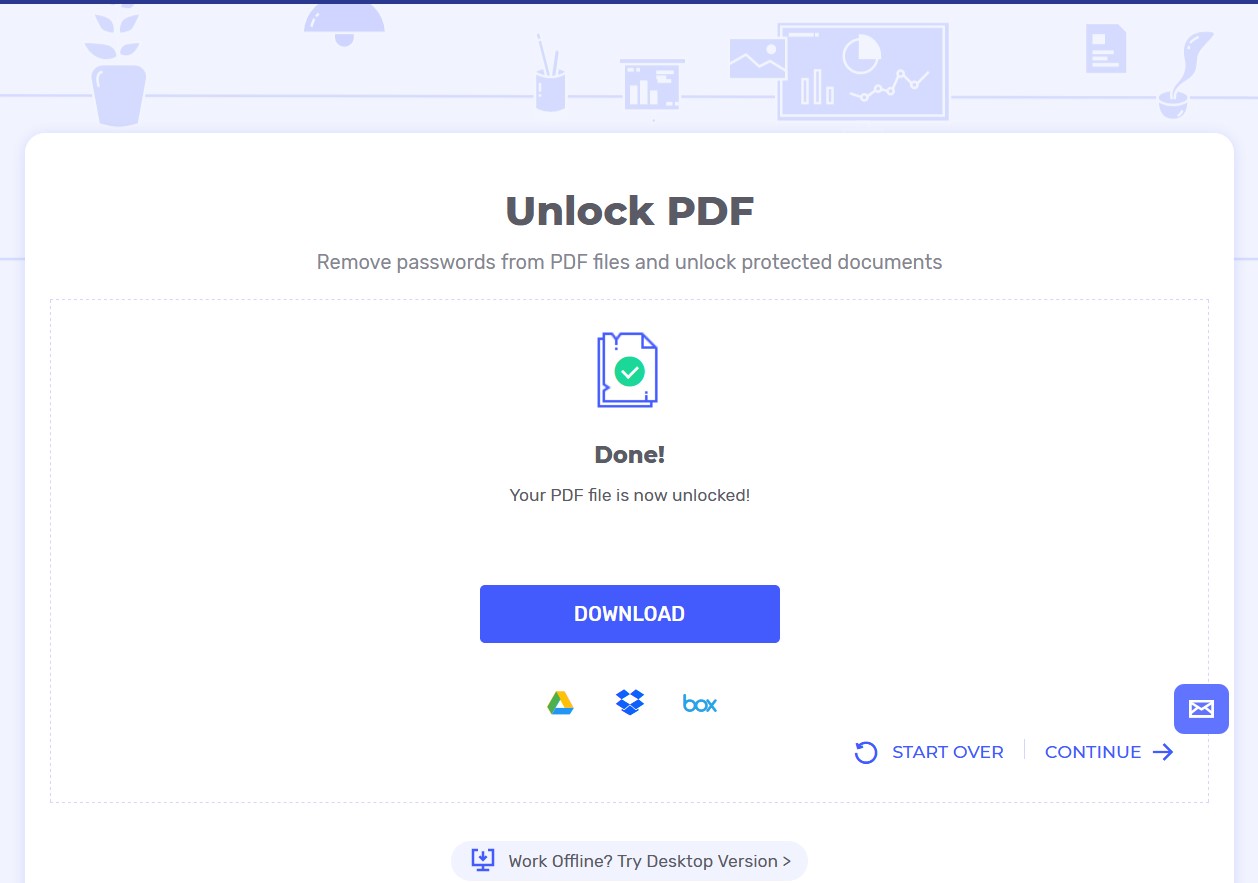 Unlock PDF
Remove passwords from PDF files and unlock protected documents
Done!
Your PDF file is now unlocked!
DOWNLOAD
box
START OVER
CONTINUE
Work Offline? Try Desktop Version >